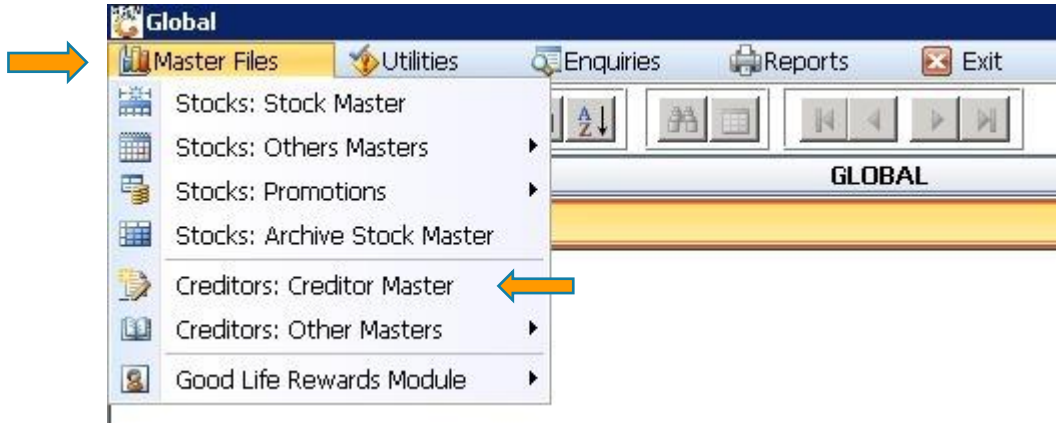 Global
Master Files Utilities Enquiries Reports Exit
Stocks: Stock Master
Stocks: Others Masters
GLOBAL
Stocks: Promotions
Stocks: Archive Stock Master
Creditors: Creditor Master
Creditors: Other Masters
Good Life Rewards Module